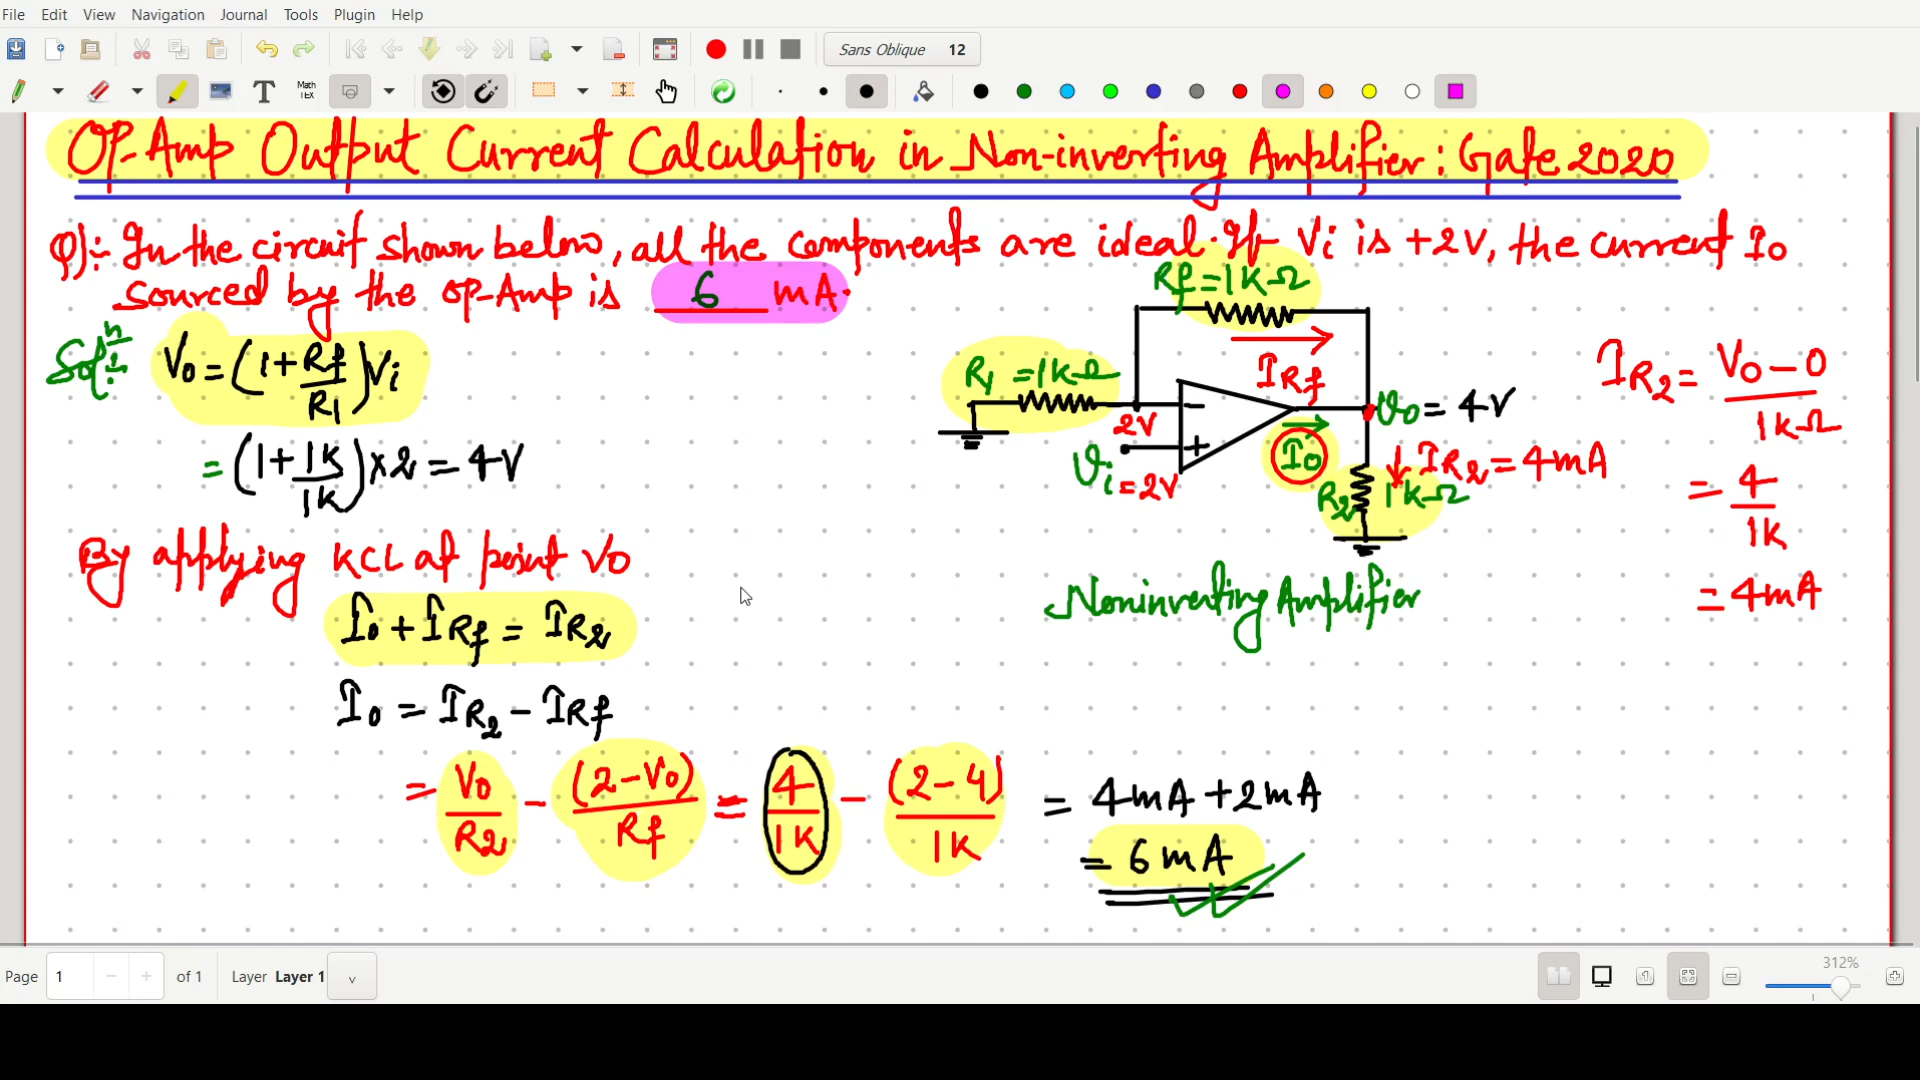 File Edit View Navigation Journal Tools Plugin Help
Sans Oblique 12
T Math TEX
OP-Amp Output Current Calculation in Non-inverting Amplifier: Gate 2020
Q):- In the circuit shown below, all the components are ideal. If Vi is +2V, the current Io
sourced by the op-Amp is 6 mA.
Rf = 1kΩ
R1 = 1kΩ
IRf
2V
- +
Vi = 2V
Io
Vo = 4V
IR2 = 4mA
R2 1kΩ
Noninverting Amplifier
IR2 = Vo-0 / 1kΩ
= 4 / 1K
= 4mA
Solⁿ:
Vo = (1 + Rf / R1) Vi
= (1 + 1K / 1K) × 2 = 4V
By applying KCL at point Vo
Io + IRf = IR2
Io = IR2 - IRf
= Vo / R2 - (2-Vo) / Rf = 4 / 1K - (2-4) / 1K = 4mA + 2mA
= 6mA
Page 1 of 1 Layer Layer 1 312%